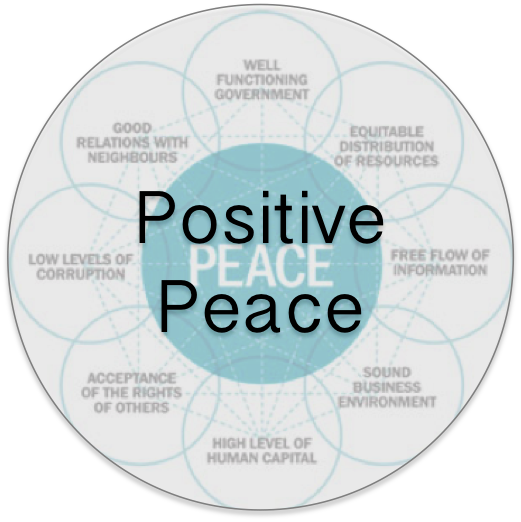 WELL
FUNCTIONING
GOVERNMENT
GOOD
RELATIONS WITH
NEIGHBOURS
EQUITABLE
DISTRIBUTION
OF RESOURCES
Positive
LOW LEVELS OF
CORRUPTION
PEACE
FREE FLOW OF
INFORMATION
Peace
ACCEPTANCE
OF THE RIGHTS
OF OTHERS
SOUND
BUSINESS
ENVIRONMENT
HIGH LEVEL OF
HUMAN CAPITAL